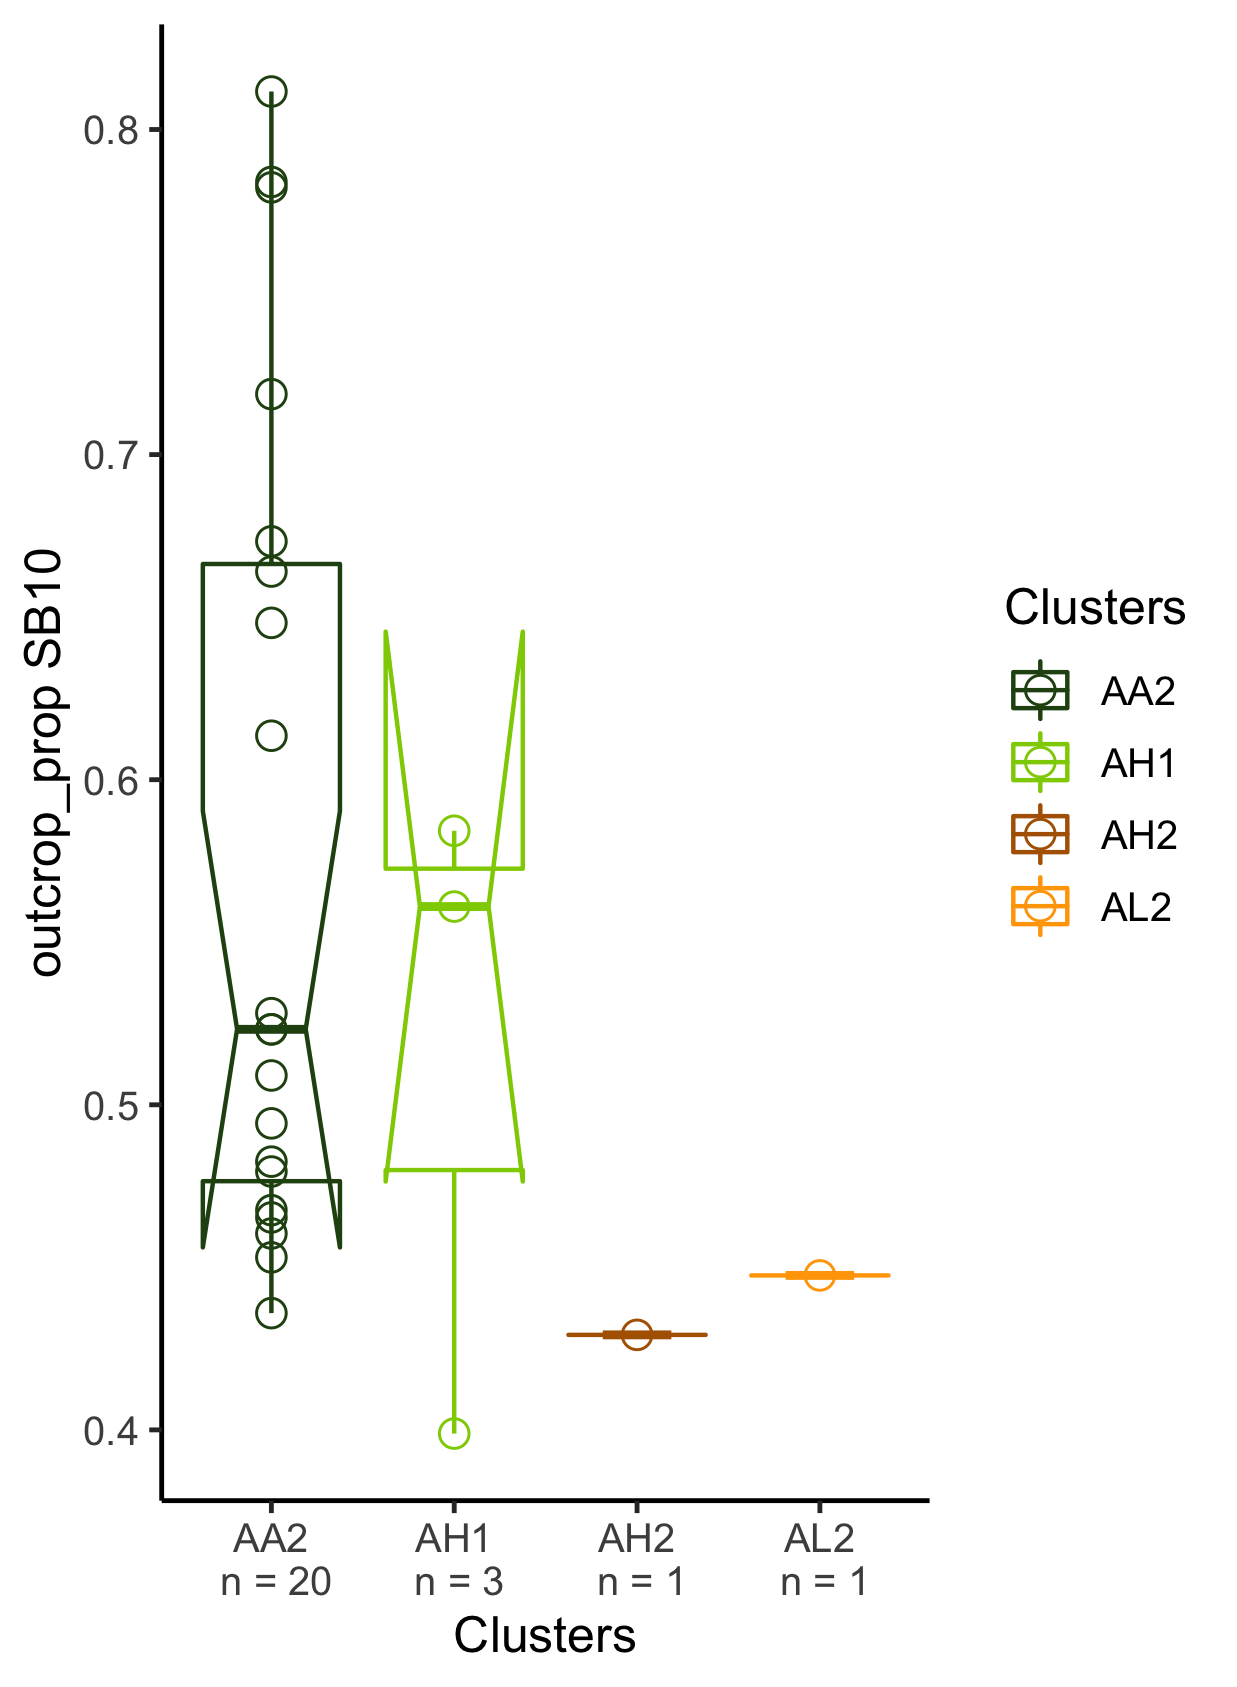 outcrop_prop SB10
0.8
0.7
0.6
0.5
0.4
AA2
n = 20
AH1
n = 3
AH2
n = 1
AL2
n = 1
Clusters
Clusters
AA2
AH1
AH2
AL2